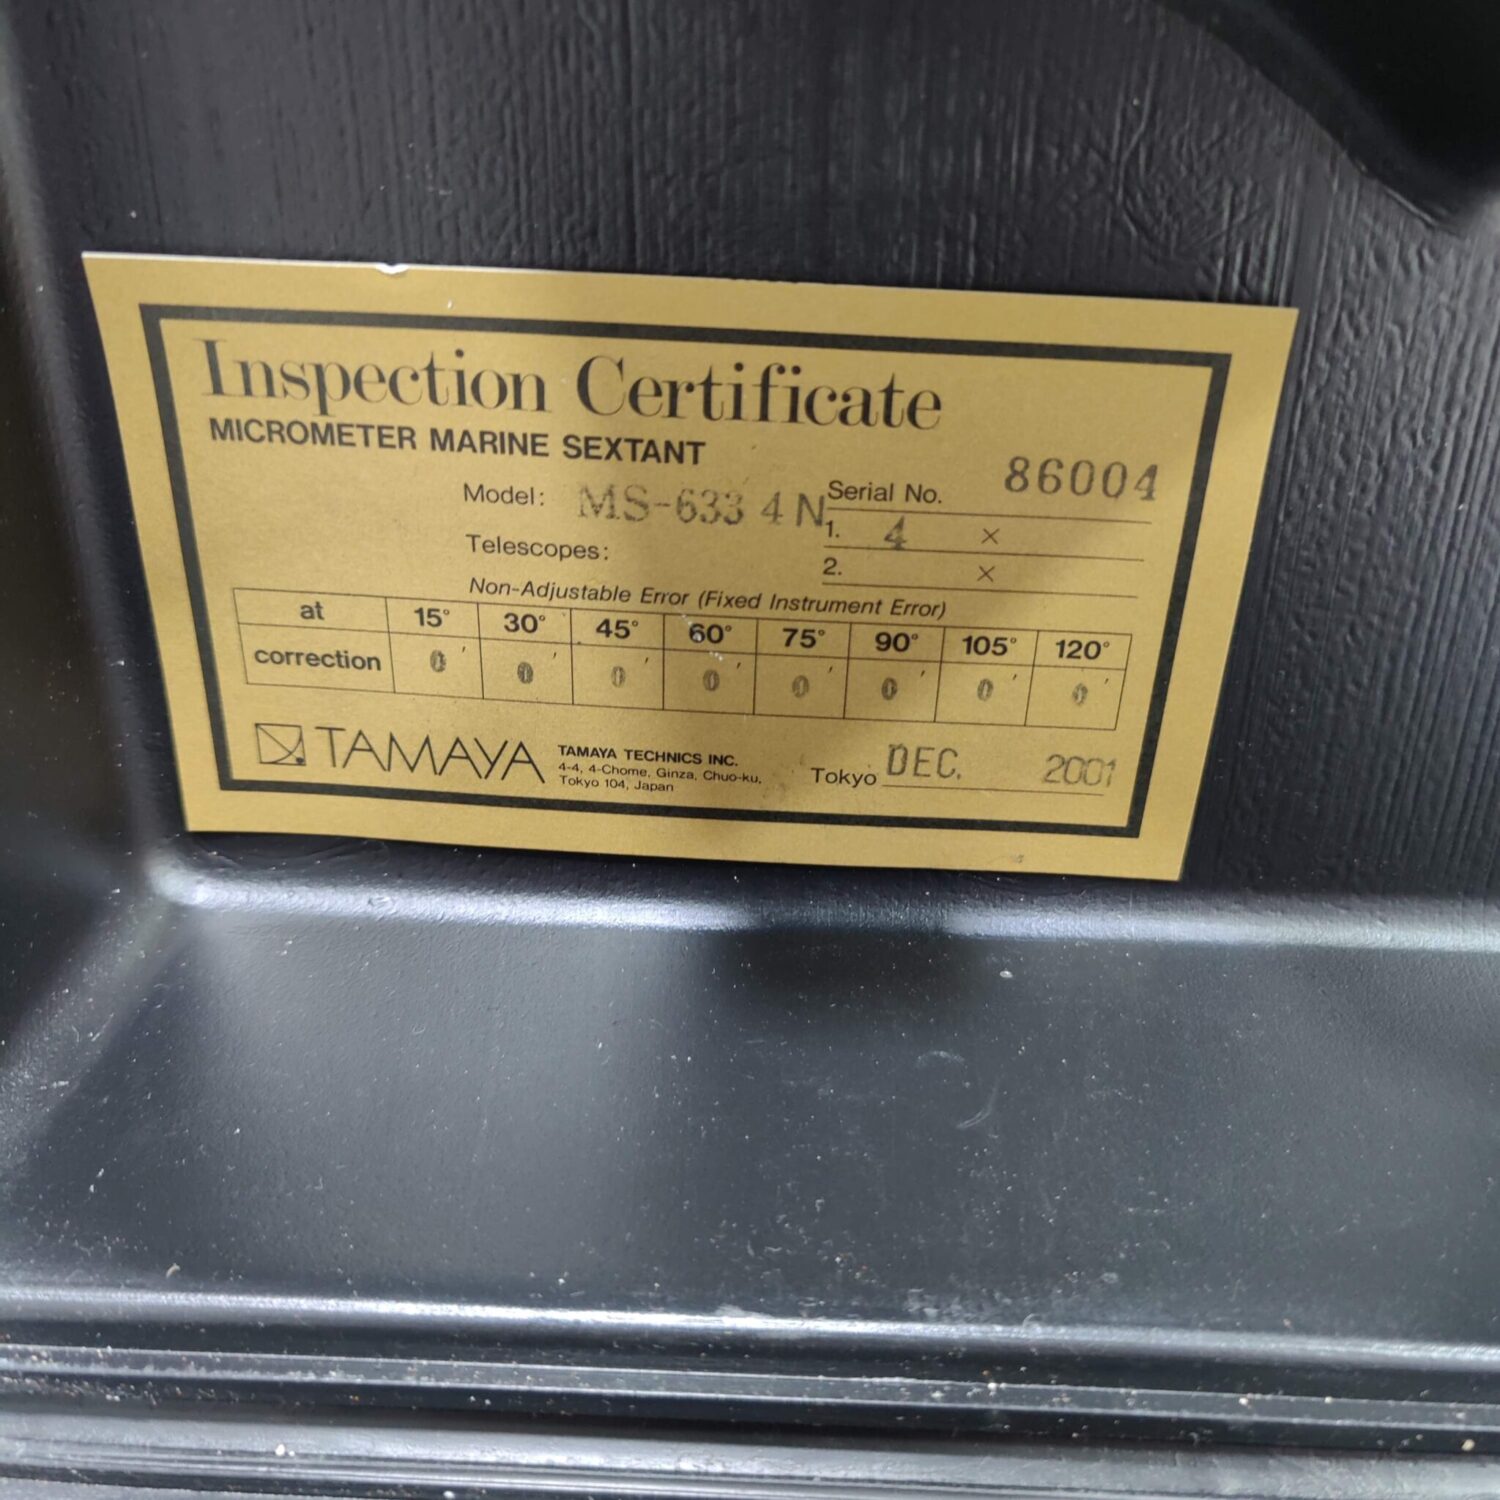 Inspection Certificate
MICROMETER MARINE SEXTANT
Model: MS-633 4 N Serial No. 86004
Telescopes: 1. 4 ×
2. ×
Non-Adjustable Error (Fixed Instrument Error)
at 15° 30° 45° 60° 75° 90° 105° 120°
correction 0′ 0′ 0′ 0′ 0′ 0′ 0′ 0′
TAMAYA
TAMAYA TECHNICS INC.
4-4, 4-Chome, Ginza, Chuo-ku,
Tokyo 104, Japan
Tokyo DEC. 2001